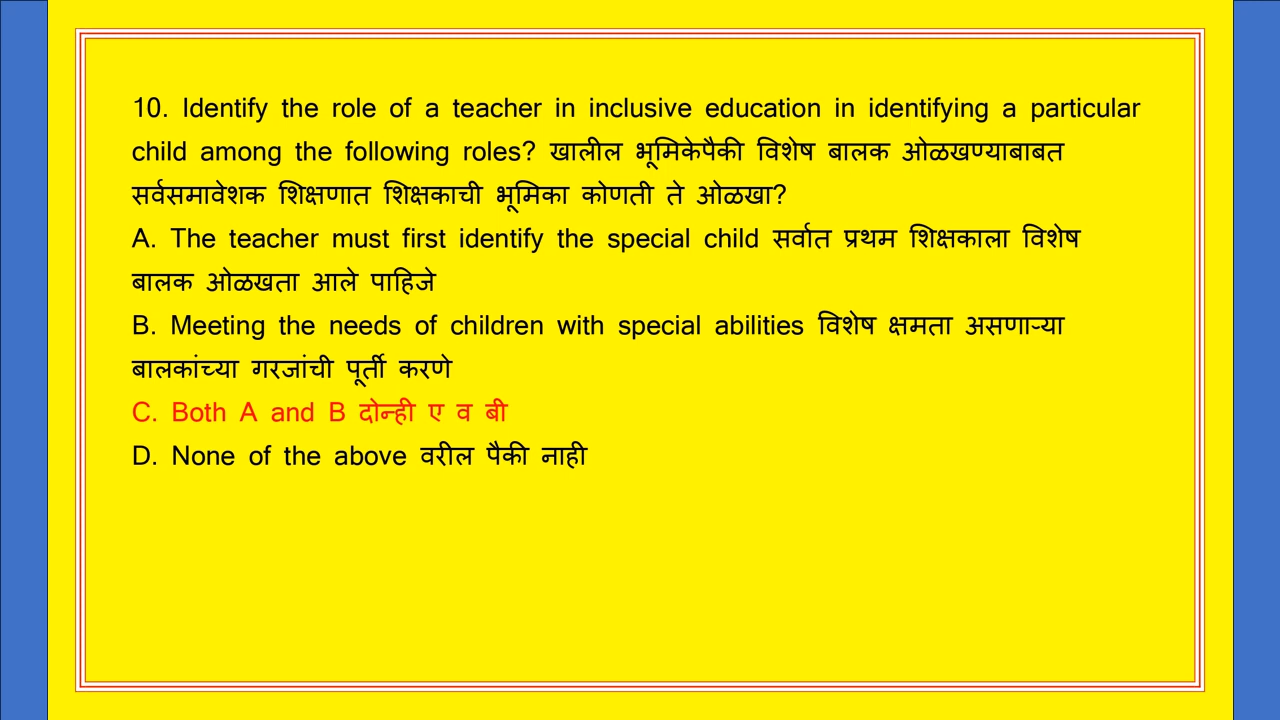 10. Identify the role of a teacher in inclusive education in identifying a particular
child among the following roles? खालील भूमिकेपैकी विशेष बालक ओळखण्याबाबत
सर्वसमावेशक शिक्षणात शिक्षकाची भूमिका कोणती ते ओळखा?
A. The teacher must first identify the special child सर्वात प्रथम शिक्षकाला विशेष
बालक ओळखता आले पाहिजे
B. Meeting the needs of children with special abilities विशेष क्षमता असणाऱ्या
बालकांच्या गरजांची पूर्ती करणे
C. Both A and B दोन्ही ए व बी
D. None of the above वरील पैकी नाही